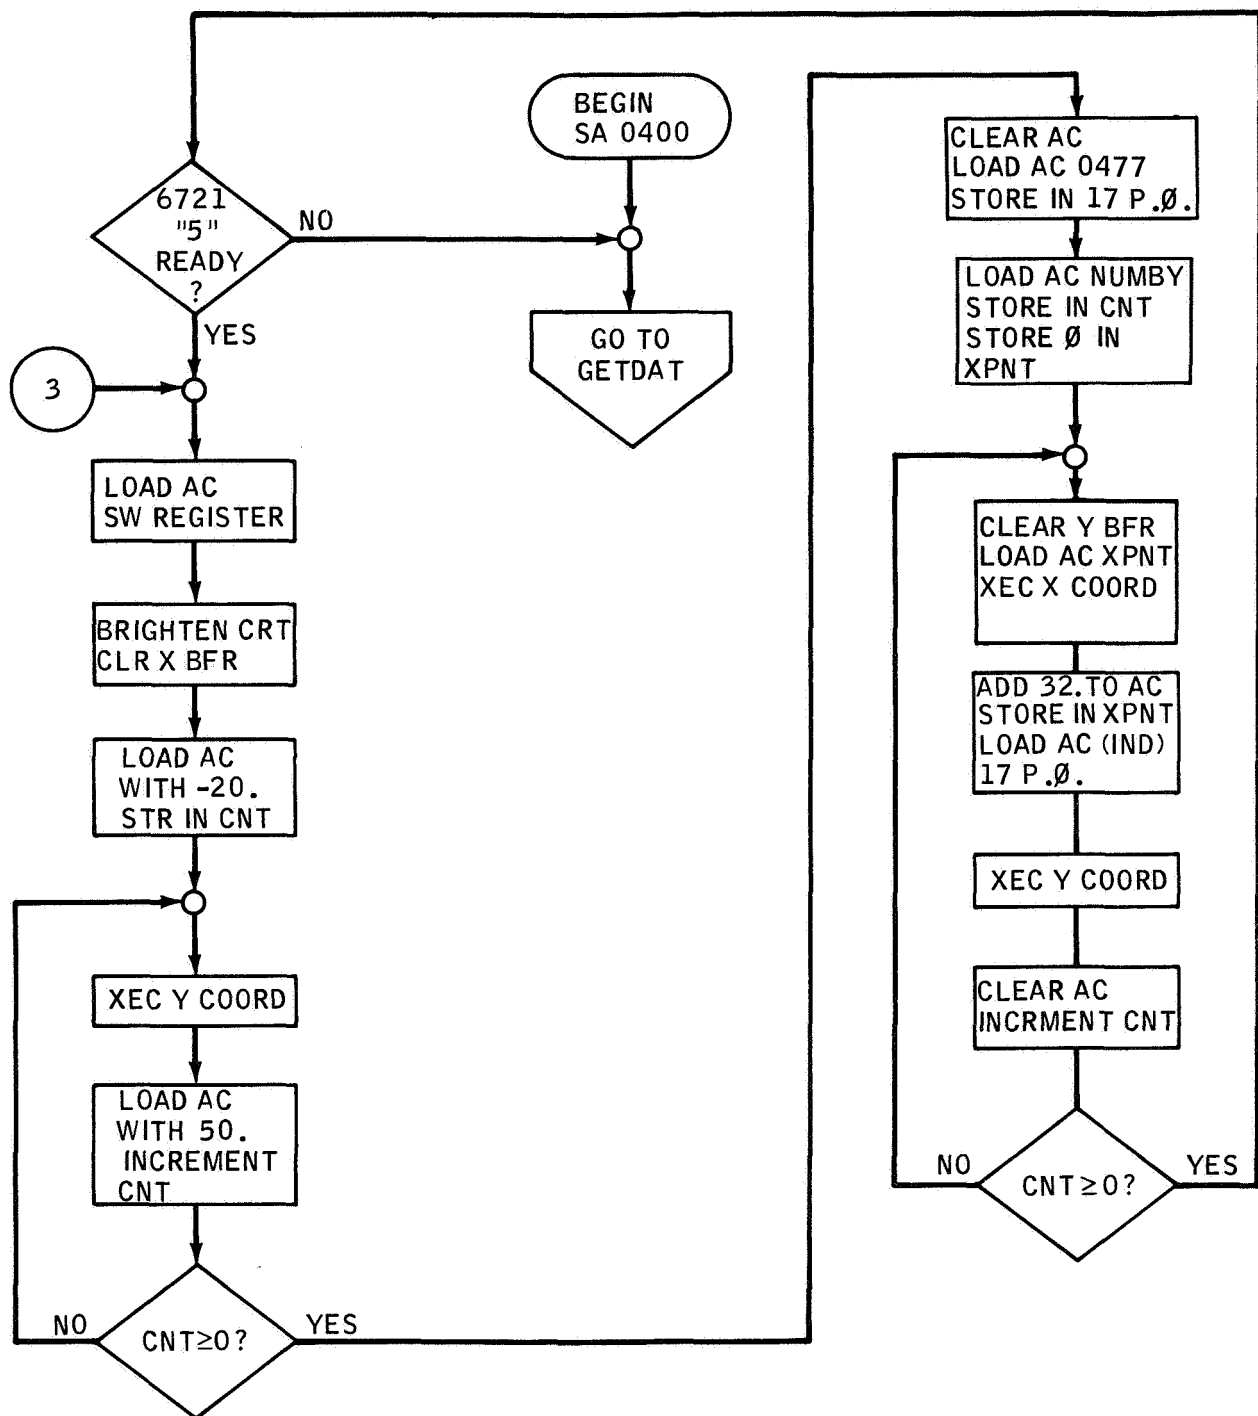 BEGIN
SA 0400
6721
"5"
READY
?
NO
YES
GO TO
GETDAT
3
LOAD AC
SW REGISTER
BRIGHTEN CRT
CLR X BFR
LOAD AC
WITH -20.
STR IN CNT
XEC Y COORD
LOAD AC
WITH 50.
INCREMENT
CNT
CNT≥0?
NO
YES
CLEAR AC
LOAD AC 0477
STORE IN 17 P.Ø.
LOAD AC NUMBY
STORE IN CNT
STORE Ø IN
XPNT
CLEAR Y BFR
LOAD AC XPNT
XEC X COORD
ADD 32.TO AC
STORE IN XPNT
LOAD AC (IND)
17 P.Ø.
XEC Y COORD
CLEAR AC
INCRMENT CNT
CNT≥0?
NO
YES